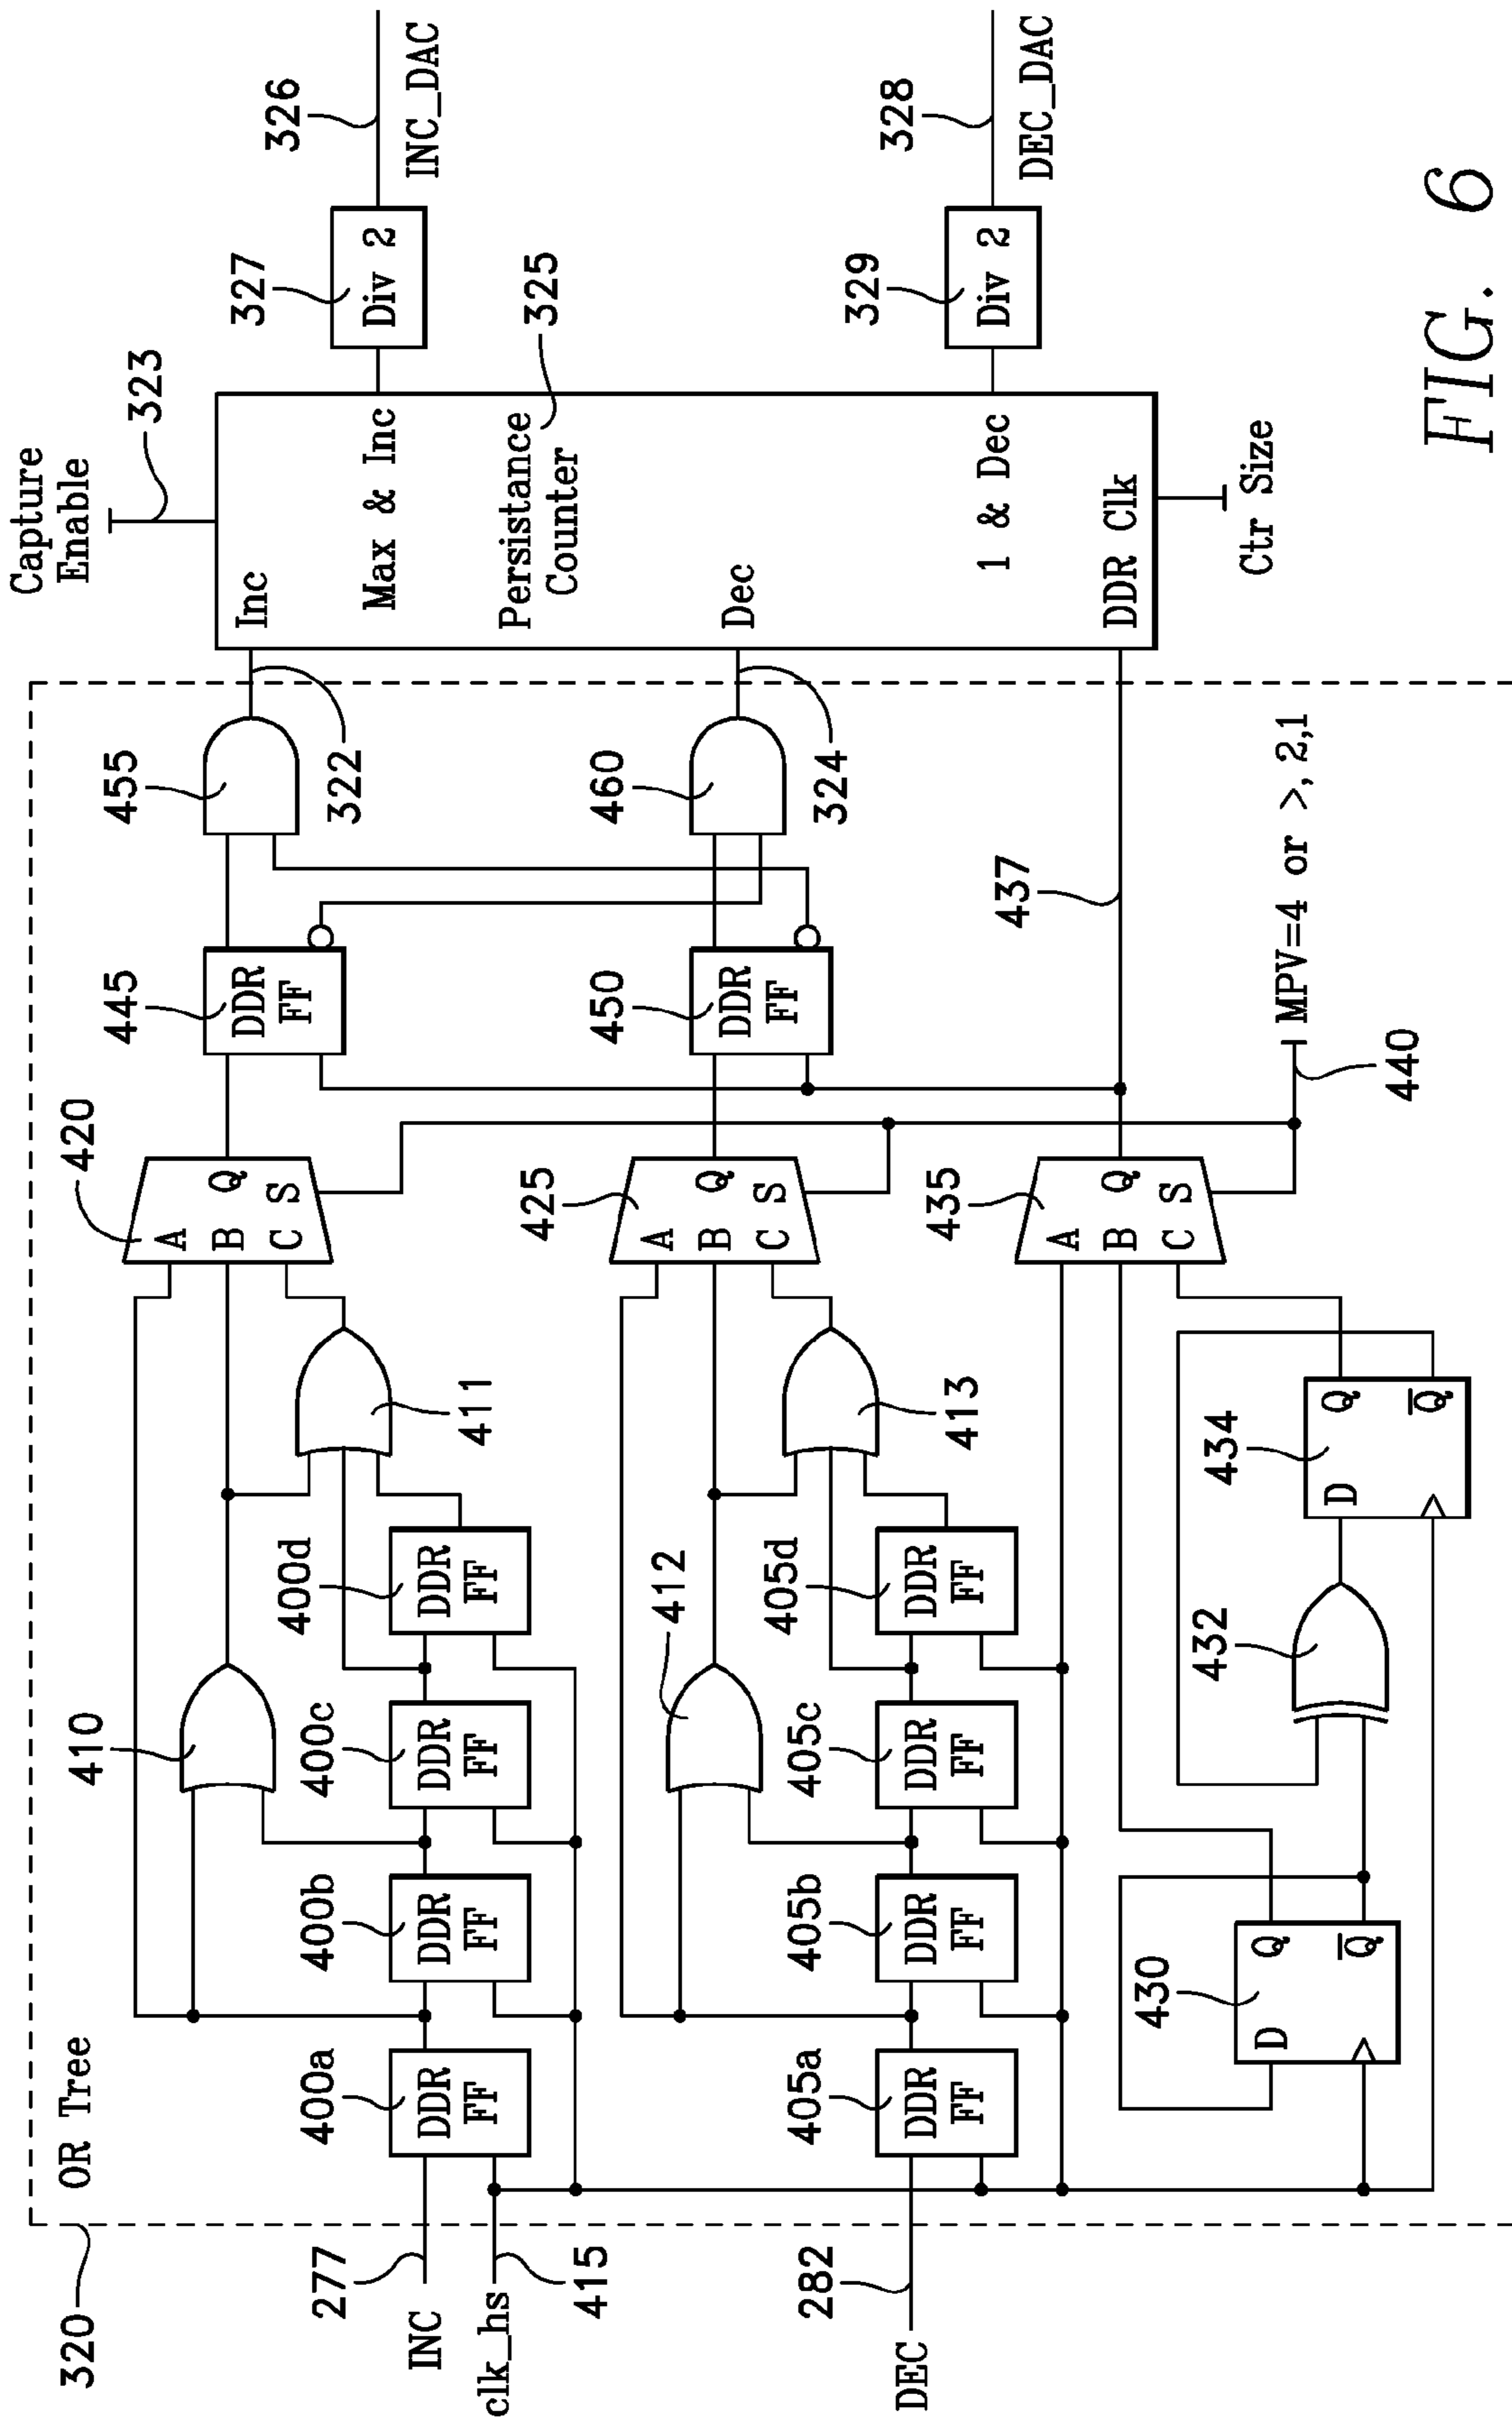 320
OR Tree
277
INC
clk_hs
415
282
DEC
400a
DDR
FF
400b
DDR
FF
400c
DDR
FF
400d
DDR
FF
410
411
405a
DDR
FF
405b
DDR
FF
405c
DDR
FF
405d
DDR
FF
412
413
430
D
Q
Q̅
432
434
D
Q
Q̅
420
A
B
C
Q
S
425
A
B
C
Q
S
435
A
B
C
Q
S
445
DDR
FF
450
DDR
FF
437
440
MPV=4 or >, 2,1
455
322
460
324
Capture
Enable
323
Inc
Max & Inc
Persistance
Counter
325
Dec
1 & Dec
DDR Clk
Ctr Size
327
Div 2
326
INC_DAC
329
Div 2
328
DEC_DAC
FIG. 6